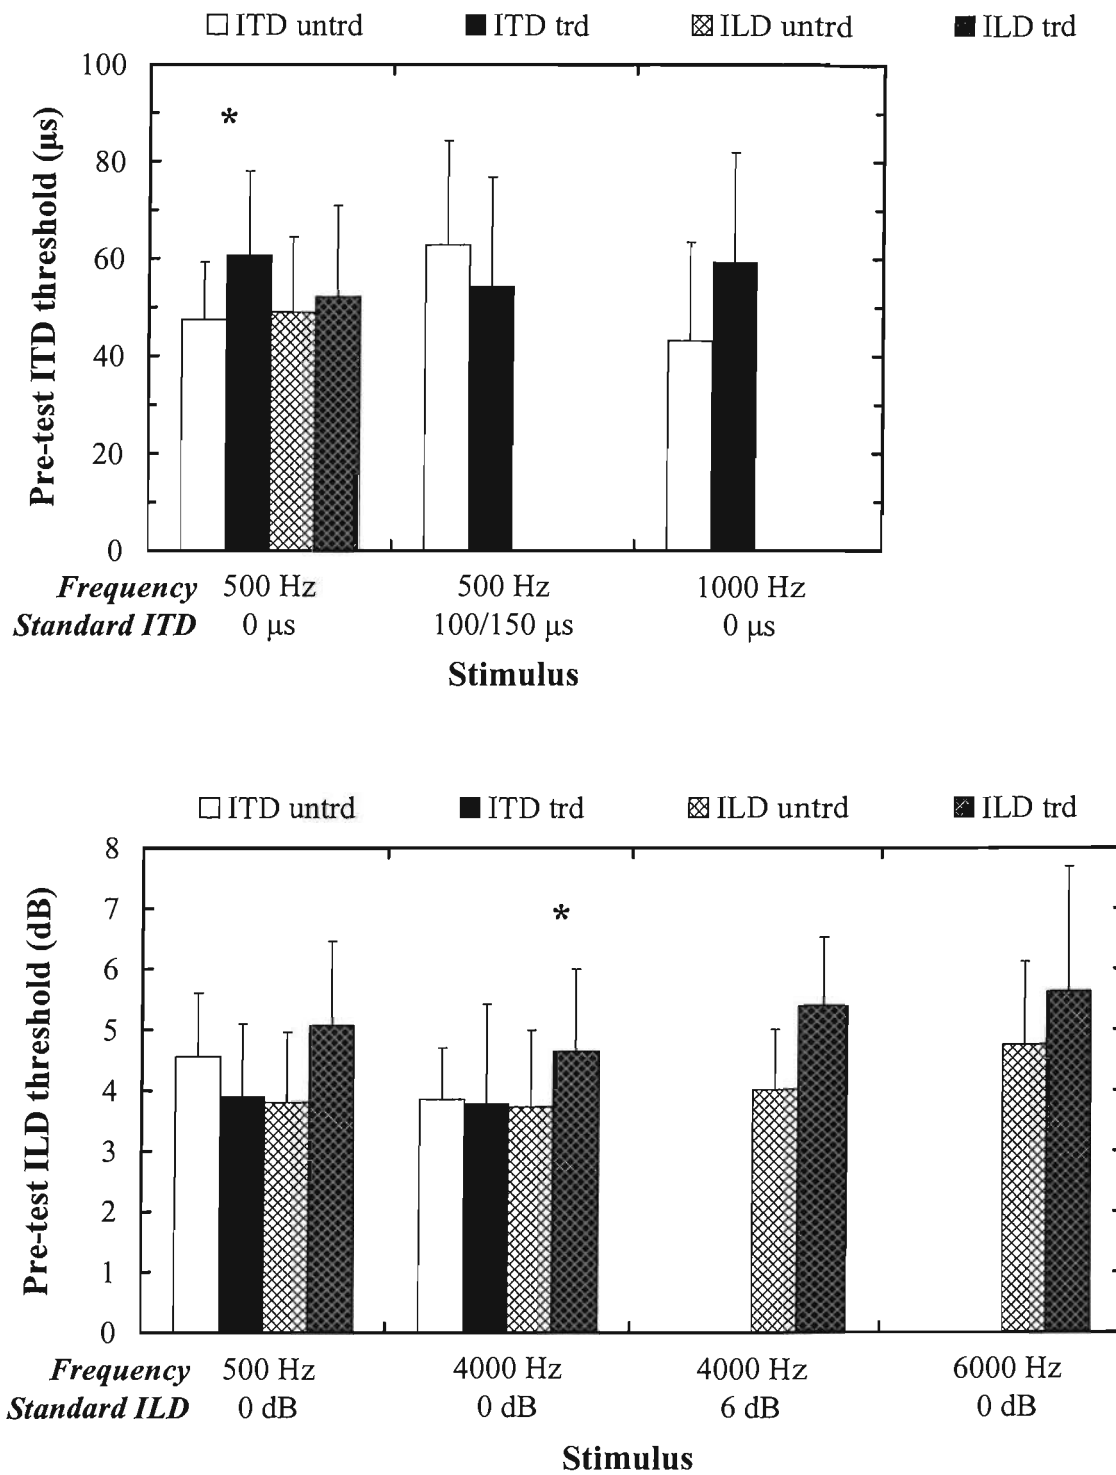 ITD untrd ITD trd ILD untrd ILD trd
100
80
60
40
20
0
Pre-test ITD threshold (µs)
*
Frequency 500 Hz 500 Hz 1000 Hz
Standard ITD 0 µs 100/150 µs 0 µs
Stimulus
ITD untrd ITD trd ILD untrd ILD trd
8
7
6
5
4
3
2
1
0
Pre-test ILD threshold (dB)
*
Frequency 500 Hz 4000 Hz 4000 Hz 6000 Hz
Standard ILD 0 dB 0 dB 6 dB 0 dB
Stimulus